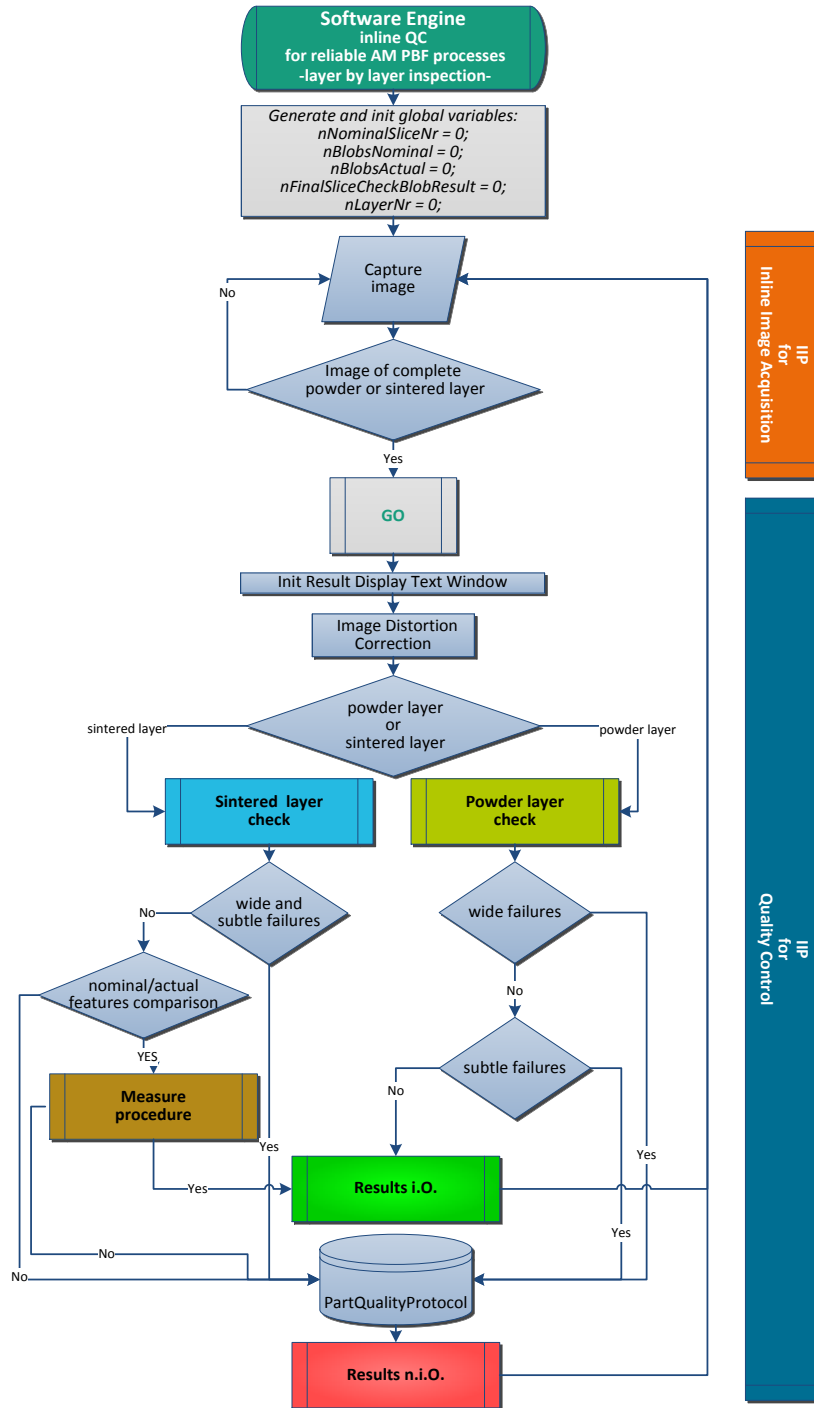 Software Engine
inline QC
for reliable AM PBF processes
-layer by layer inspection-
Generate and init global variables:
nNominalSliceNr = 0;
nBlobsNominal = 0;
nBlobsActual = 0;
nFinalSliceCheckBlobResult = 0;
nLayerNr = 0;
Capture
image
No
Image of complete
powder or sintered layer
Yes
IIP
for
Inline Image Acquisition
GO
Init Result Display Text Window
Image Distortion
Correction
powder layer
or
sintered layer
sintered layer
powder layer
Sintered layer
check
Powder layer
check
wide and
subtle failures
No
wide failures
IIP
for
Quality Control
nominal/actual
features comparison
No
YES
subtle failures
Measure
procedure
No
Yes
Yes
Results i.O.
Yes
Yes
No
No
PartQualityProtocol
Results n.i.O.